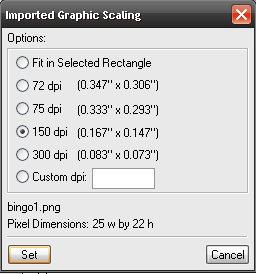 Imported Graphic Scaling
Options:
Fit in Selected Rectangle
72 dpi (0.347" x 0.306")
75 dpi (0.333" x 0.293")
150 dpi (0.167" x 0.147")
300 dpi (0.083" x 0.073")
Custom dpi:
bingo1.png
Pixel Dimensions: 25 w by 22 h
Set Cancel